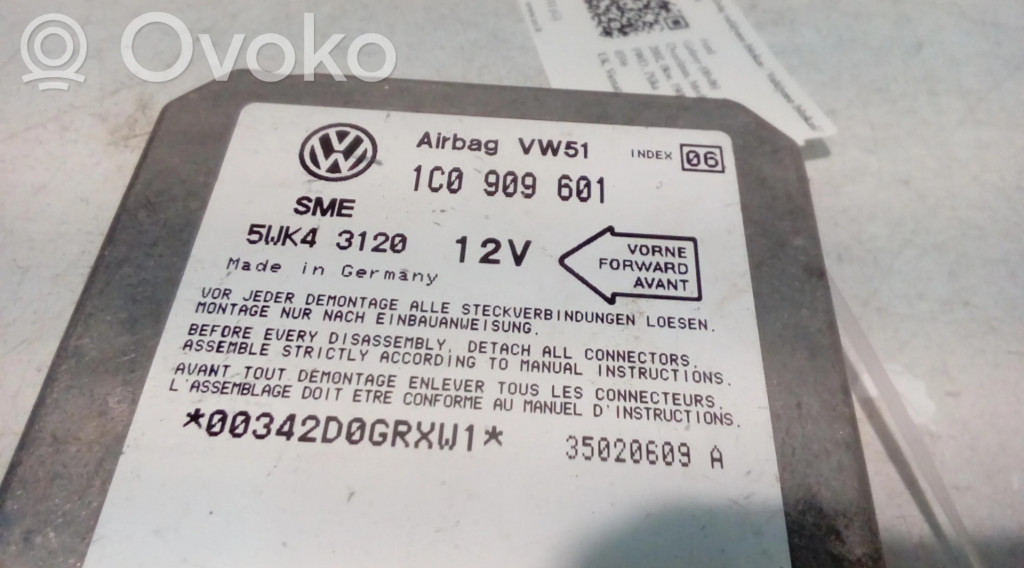 OVOKO
Airbag VW51
INDEX 06
1C0 909 601
SME
5WK4 3120
12V
VORNE
FORWARD
AVANT
Made in Germany
VOR JEDER DEMONTAGE ALLE STECKVERBINDUNGEN LOESEN.
MONTAGE NUR NACH EINBAUANWEISUNG.
BEFORE EVERY DISASSEMBLY, DETACH ALL CONNECTORS.
ASSEMBLE STRICTLY ACCORDING TO MANUAL INSTRUCTIONS.
AVANT TOUT DEMONTAGE ENLEVER TOUS LES CONNECTEURS.
L'ASSEMBLAGE DOIT ETRE CONFORME AU MANUEL D'INSTRUCTIONS.
*00342D0GRXW1*
35020609 A